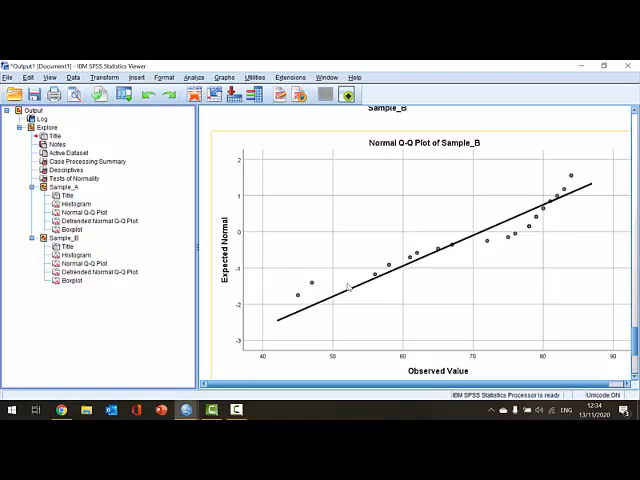 *Output1 [Document1] - IBM SPSS Statistics Viewer
File Edit View Data Transform Insert Format Analyze Graphs Utilities Extensions Window Help
Output
Log
Explore
Title
Notes
Active Dataset
Case Processing Summary
Descriptives
Tests of Normality
Sample_A
Title
Histogram
Normal Q-Q Plot
Detrended Normal Q-Q Plot
Boxplot
Sample_B
Title
Histogram
Normal Q-Q Plot
Detrended Normal Q-Q Plot
Boxplot
Sample_B
Normal Q-Q Plot of Sample_B
Expected Normal
2
1
0
-1
-2
-3
40 50 60 70 80 90
Observed Value
IBM SPSS Statistics Processor is ready
Unicode:ON
ENG
12:34
13/11/2020